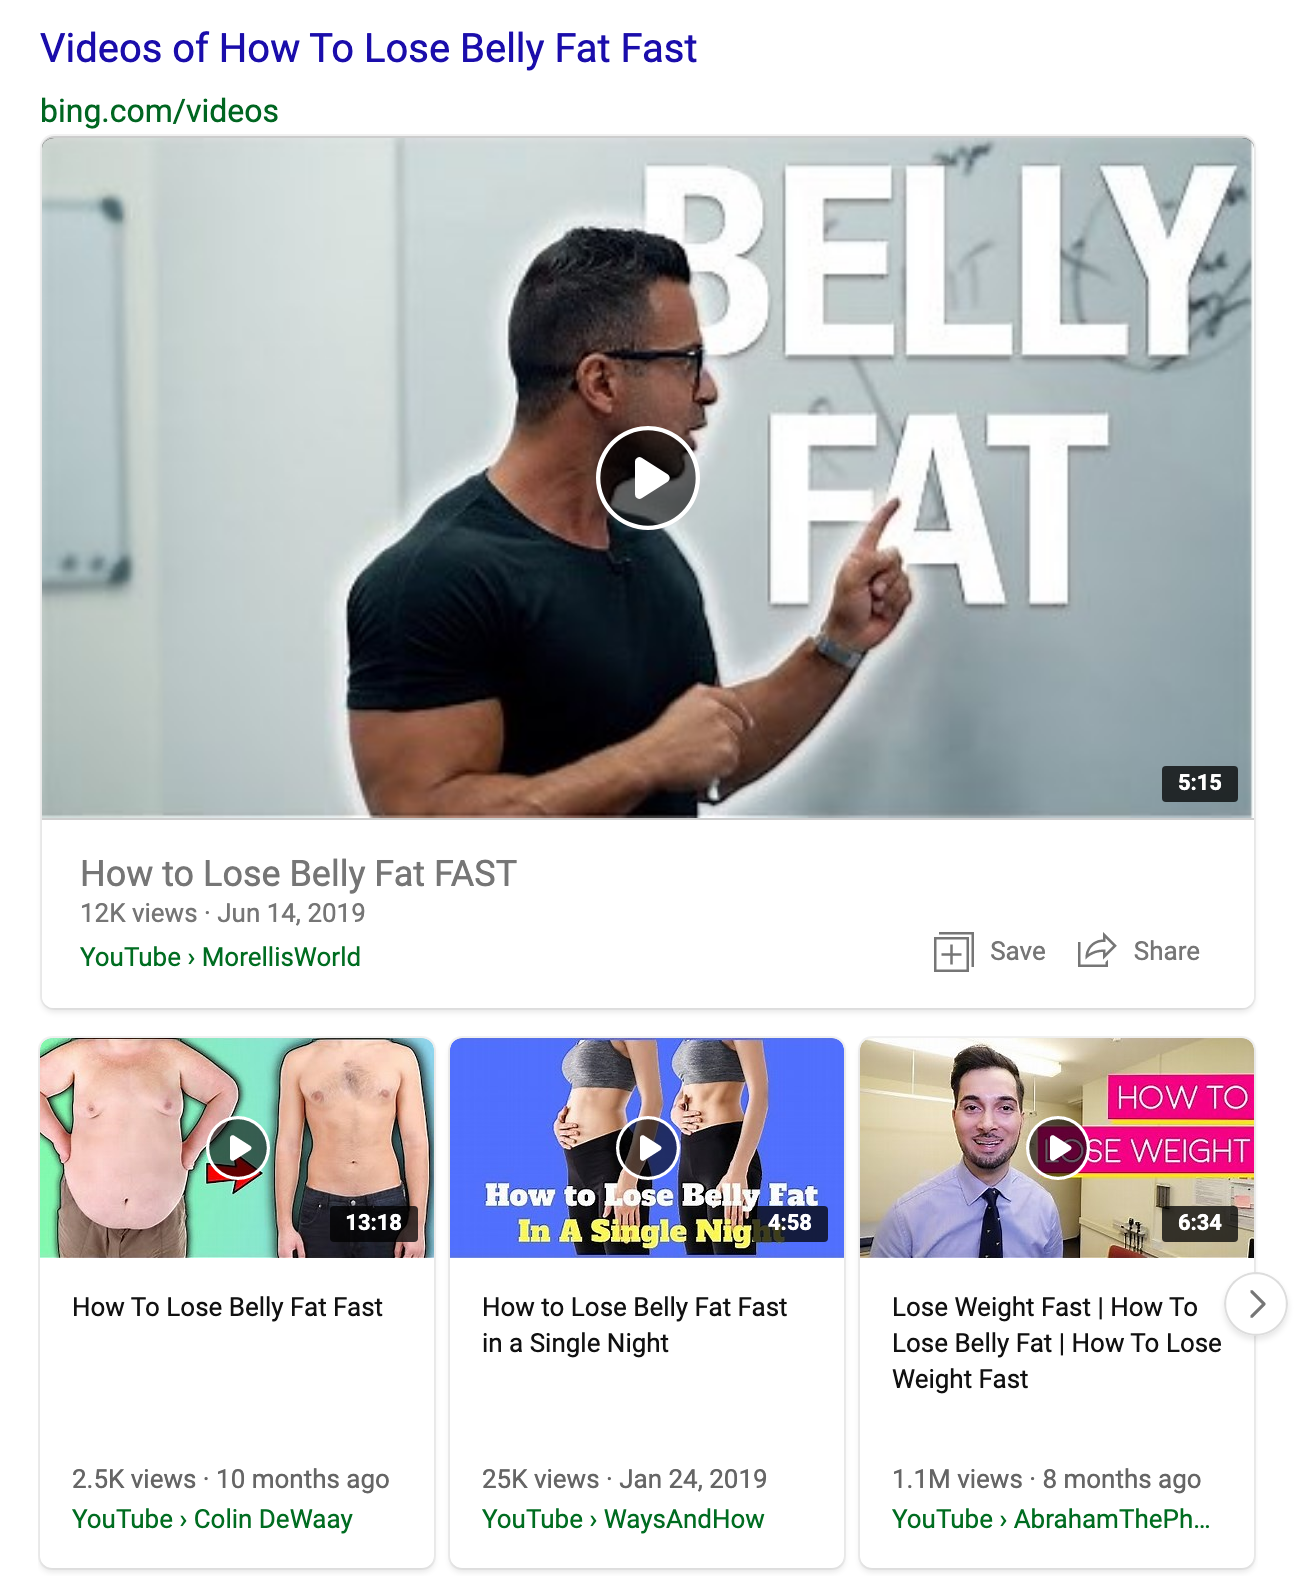 Videos of How To Lose Belly Fat Fast
bing.com/videos
BELLY
FAT
5:15
How to Lose Belly Fat FAST
12K views · Jun 14, 2019
YouTube › MorellisWorld
Save
Share
13:18
How To Lose Belly Fat Fast
2.5K views · 10 months ago
YouTube › Colin DeWaay
How to Lose Belly Fat
In A Single Night
4:58
How to Lose Belly Fat Fast
in a Single Night
25K views · Jan 24, 2019
YouTube › WaysAndHow
HOW TO
LOSE WEIGHT
6:34
Lose Weight Fast | How To
Lose Belly Fat | How To Lose
Weight Fast
1.1M views · 8 months ago
YouTube › AbrahamThePh...